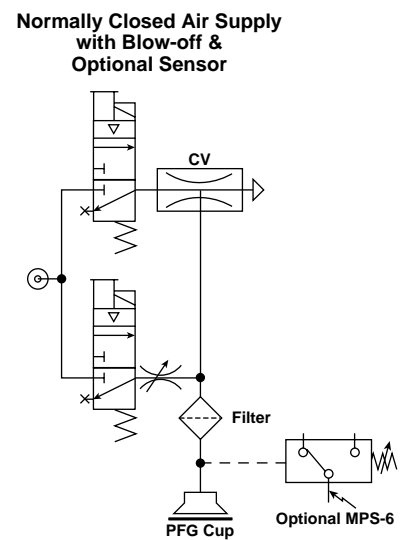 Normally Closed Air Supply
with Blow-off &
Optional Sensor
CV
Filter
Optional MPS-6
PFG Cup